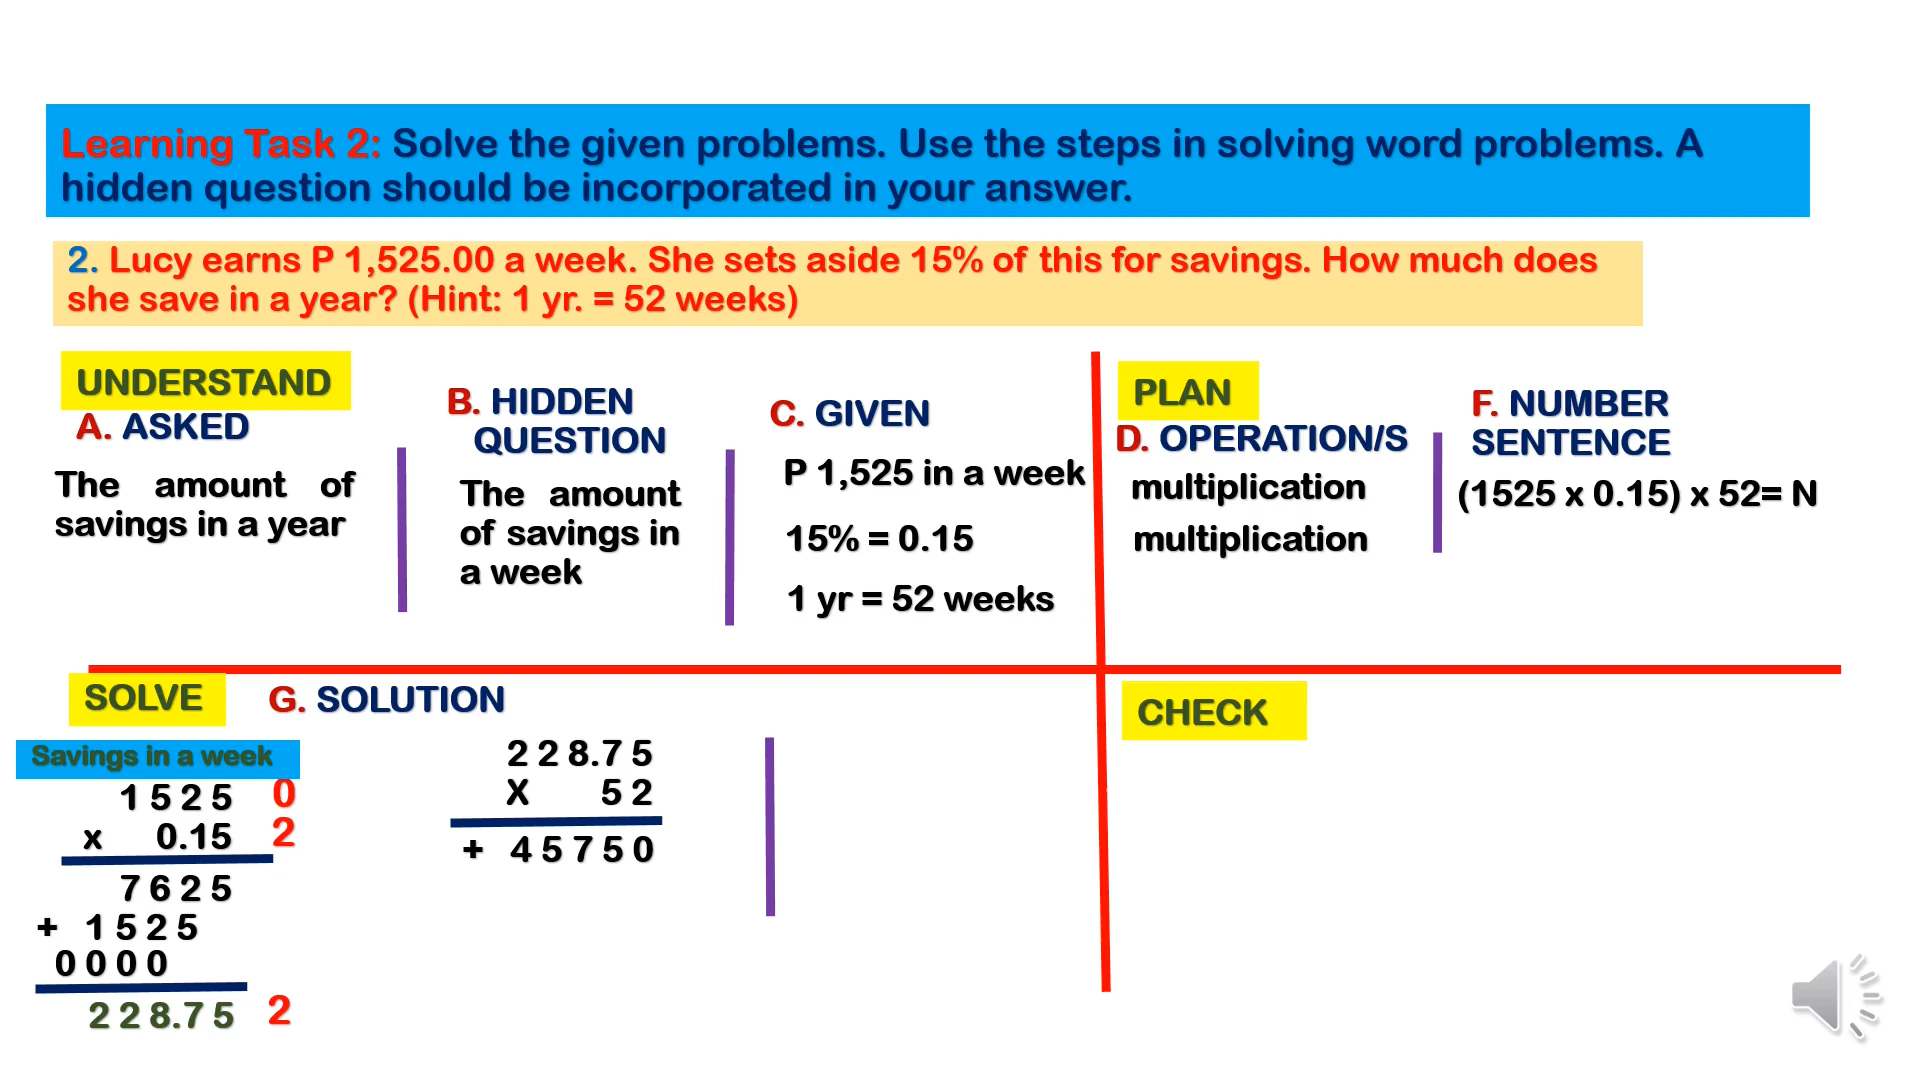 Learning Task 2: Solve the given problems. Use the steps in solving word problems. A
hidden question should be incorporated in your answer.
2. Lucy earns P 1,525.00 a week. She sets aside 15% of this for savings. How much does
she save in a year? (Hint: 1 yr. = 52 weeks)
UNDERSTAND
A. ASKED
The amount of
savings in a year
B. HIDDEN
QUESTION
The amount
of savings in
a week
C. GIVEN
P 1,525 in a week
15% = 0.15
1 yr = 52 weeks
PLAN
D. OPERATION/S
multiplication
multiplication
F. NUMBER
SENTENCE
(1525 x 0.15) x 52= N
SOLVE
G. SOLUTION
Savings in a week
1 5 2 5 0
x 0.15 2
7 6 2 5
+ 1 5 2 5
0 0 0 0
2 2 8.7 5 2
2 2 8.7 5
X 5 2
+ 4 5 7 5 0
CHECK